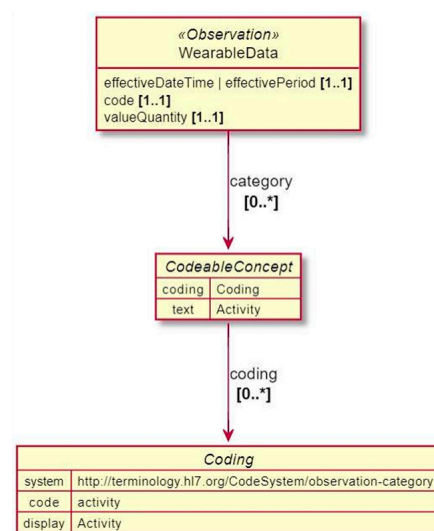 «Observation»
WearableData
effectiveDateTime | effectivePeriod [1..1]
code [1..1]
valueQuantity [1..1]
category
[0..*]
CodeableConcept
coding Coding
text Activity
coding
[0..*]
Coding
system http://terminology.hl7.org/CodeSystem/observation-category
code activity
display Activity